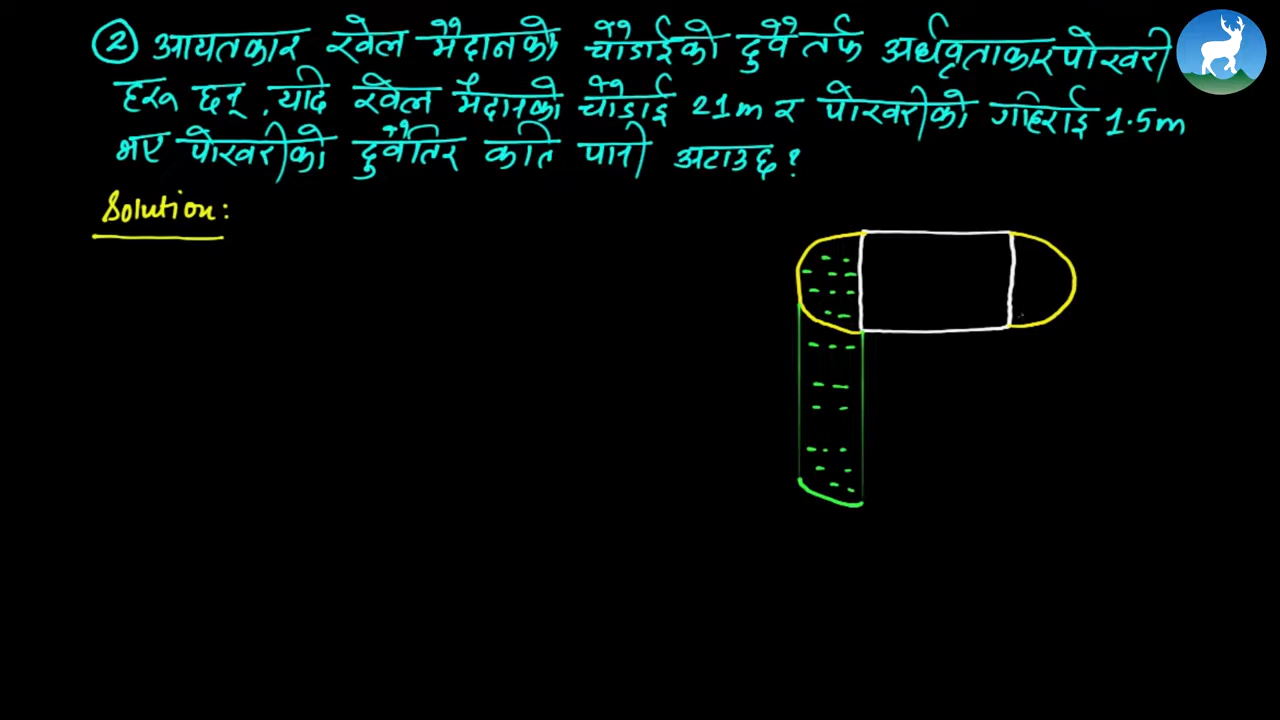 ② आयतकार खेल मैदानको चौडाईको दुवै तर्फ अर्धवृताकार पोखरी
हरू छन् . यदि खेल मैदानको चौडाई 21m र पोखरीको गहिराई 1.5m
भए पोखरीको दुवैतिर कति पानी अटाउछ ?
Solution: